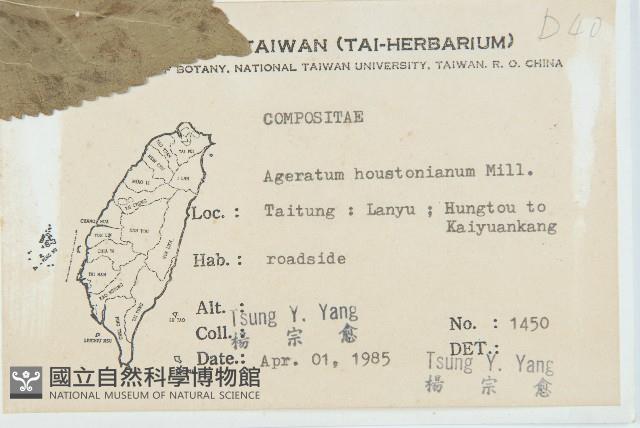 D40
TAIWAN (TAI-HERBARIUM)
BOTANY, NATIONAL TAIWAN UNIVERSITY, TAIWAN, R. O. CHINA
COMPOSITAE
Ageratum houstonianum Mill.
Loc. : Taitung : Lanyu ; Hungtou to
Kaiyuankang
Hab. : roadside
Alt. :
Coll. : Tsung Y. Yang
楊宗愈
No. : 1450
Date.: Apr. 01, 1985
DET.: Tsung Y. Yang
楊宗愈
國立自然科學博物館
NATIONAL MUSEUM OF NATURAL SCIENCE